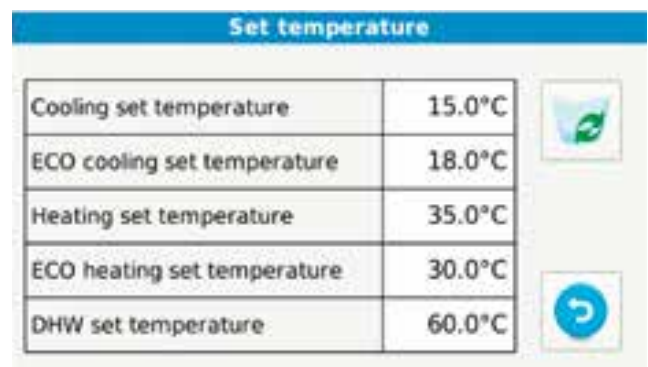 Set temperature
Cooling set temperature 15.0°C
ECO cooling set temperature 18.0°C
Heating set temperature 35.0°C
ECO heating set temperature 30.0°C
DHW set temperature 60.0°C